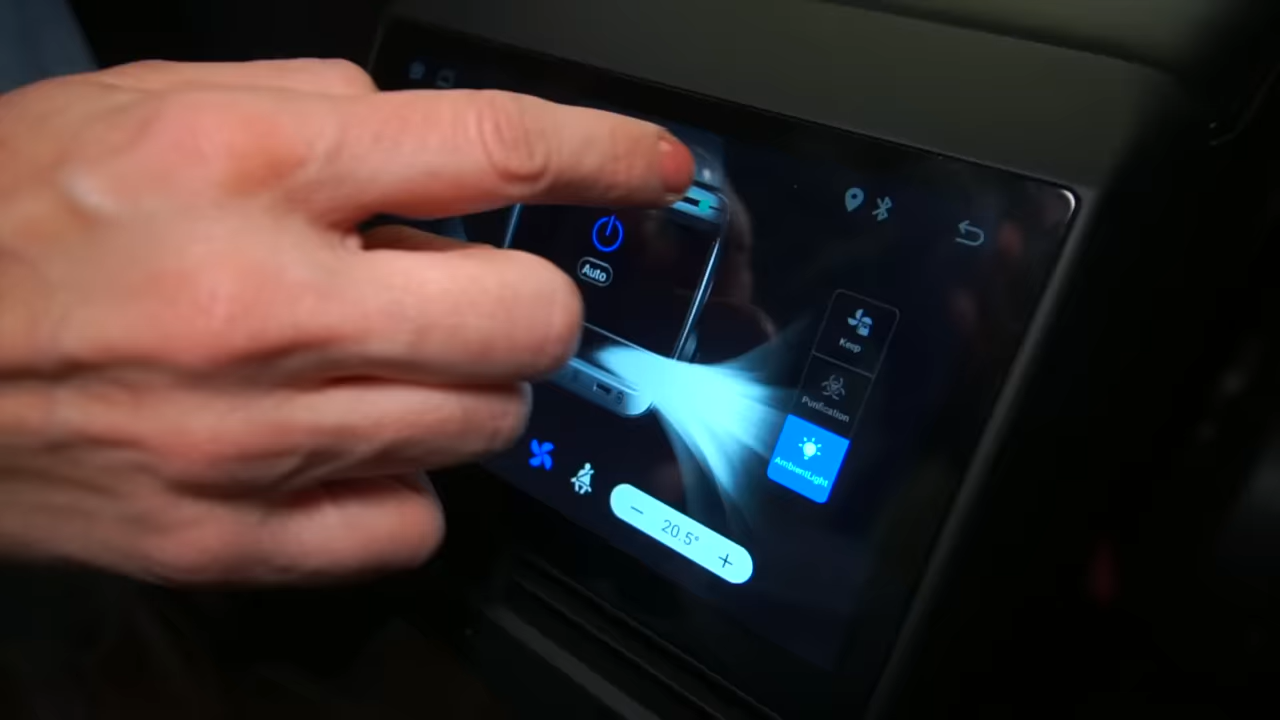 Auto
Keep
Purification
AmbientLight
− 20.5° +